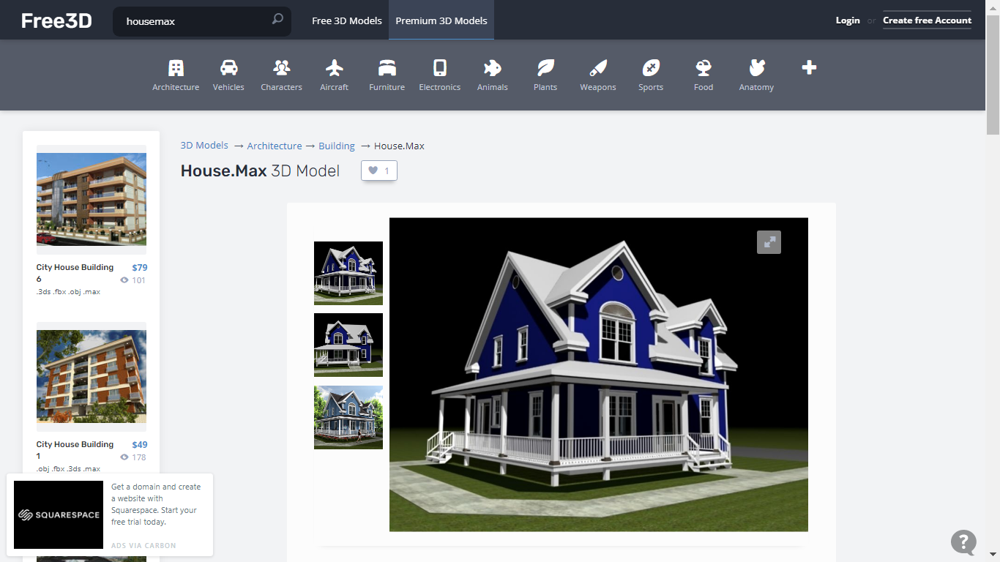 Free3D
housemax
Free 3D Models
Premium 3D Models
Login or Create free Account
Architecture
Vehicles
Characters
Aircraft
Furniture
Electronics
Animals
Plants
Weapons
Sports
Food
Anatomy
3D Models → Architecture → Building → House.Max
House.Max 3D Model
1
City House Building
6
$79
101
.3ds .fbx .obj .max
City House Building
1
$49
178
.obj .fbx .3ds .max
SQUARESPACE
Get a domain and create
a website with
Squarespace. Start your
free trial today.
ADS VIA CARBON
?